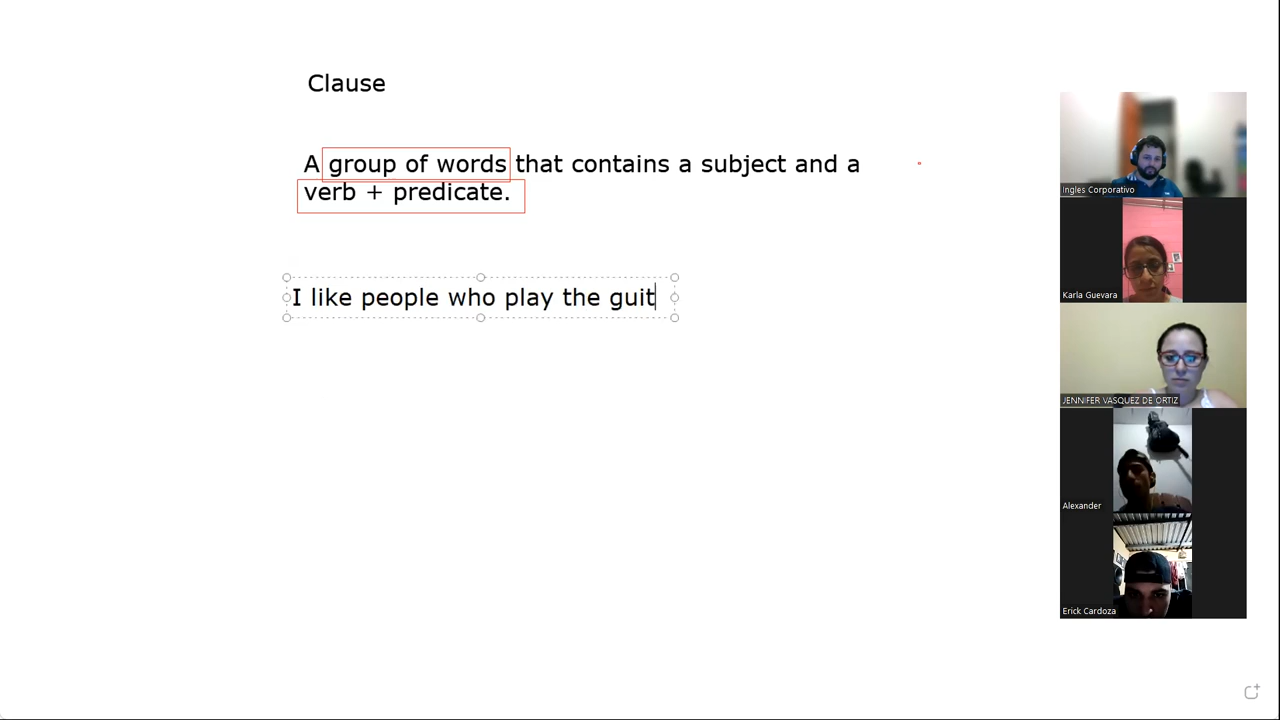 Clause
A group of words that contains a subject and a
verb + predicate.
I like people who play the guit
Ingles Corporativo
Karla Guevara
JENNIFER VASQUEZ DE ORTIZ
Alexander
Erick Cardoza